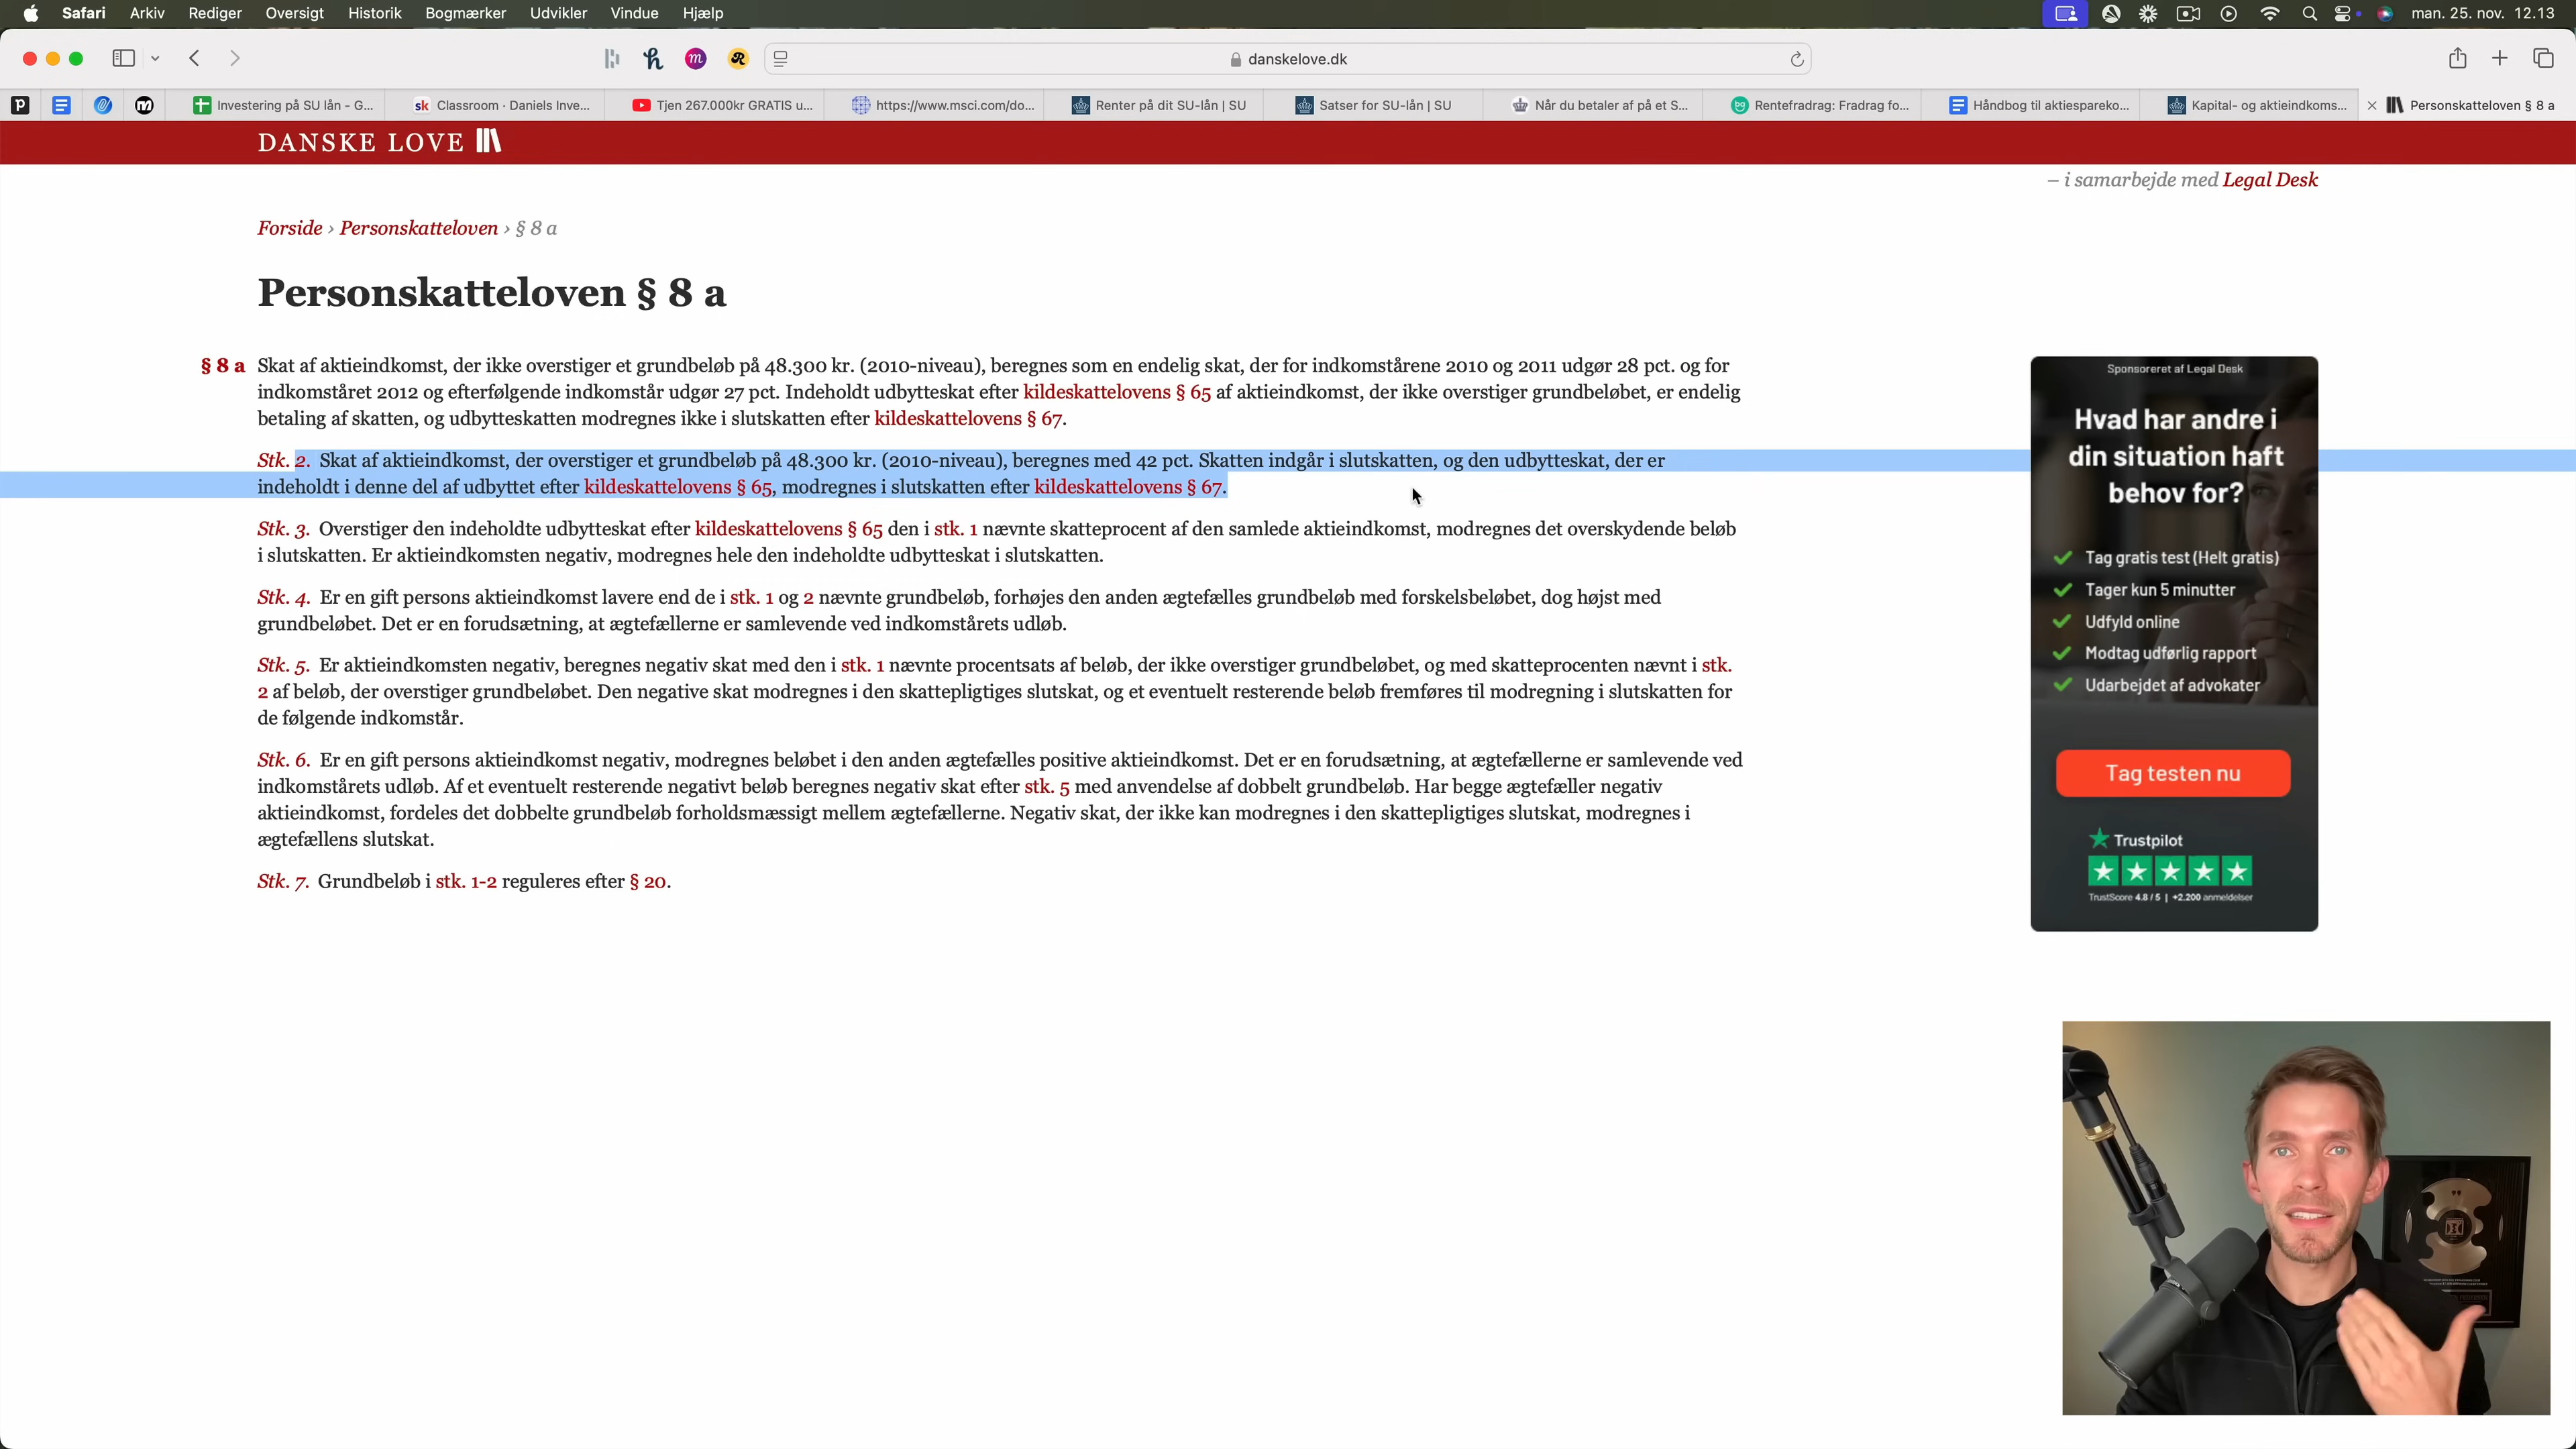 Safari Arkiv Rediger Oversigt Historik Bogmærker Udvikler Vindue Hjælp
man. 25. nov. 12.13
danskelove.dk
Investering på SU lån - G...
sk Classroom · Daniels Inve...
Tjen 267.000kr GRATIS u...
https://www.msci.com/do...
Renter på dit SU-lån | SU
Satser for SU-lån | SU
Når du betaler af på et S...
Rentefradrag: Fradrag fo...
Håndbog til aktiespareko...
Kapital- og aktieindkoms...
Personskatteloven § 8 a
DANSKE LOVE
– i samarbejde med Legal Desk
Forside › Personskatteloven › § 8 a
Personskatteloven § 8 a
§ 8 a Skat af aktieindkomst, der ikke overstiger et grundbeløb på 48.300 kr. (2010-niveau), beregnes som en endelig skat, der for indkomstårene 2010 og 2011 udgør 28 pct. og for
indkomståret 2012 og efterfølgende indkomstår udgør 27 pct. Indeholdt udbytteskat efter kildeskattelovens § 65 af aktieindkomst, der ikke overstiger grundbeløbet, er endelig
betaling af skatten, og udbytteskatten modregnes ikke i slutskatten efter kildeskattelovens § 67.
Stk. 2. Skat af aktieindkomst, der overstiger et grundbeløb på 48.300 kr. (2010-niveau), beregnes med 42 pct. Skatten indgår i slutskatten, og den udbytteskat, der er
indeholdt i denne del af udbyttet efter kildeskattelovens § 65, modregnes i slutskatten efter kildeskattelovens § 67.
Stk. 3. Overstiger den indeholdte udbytteskat efter kildeskattelovens § 65 den i stk. 1 nævnte skatteprocent af den samlede aktieindkomst, modregnes det overskydende beløb
i slutskatten. Er aktieindkomsten negativ, modregnes hele den indeholdte udbytteskat i slutskatten.
Stk. 4. Er en gift persons aktieindkomst lavere end de i stk. 1 og 2 nævnte grundbeløb, forhøjes den anden ægtefælles grundbeløb med forskelsbeløbet, dog højst med
grundbeløbet. Det er en forudsætning, at ægtefællerne er samlevende ved indkomstårets udløb.
Stk. 5. Er aktieindkomsten negativ, beregnes negativ skat med den i stk. 1 nævnte procentsats af beløb, der ikke overstiger grundbeløbet, og med skatteprocenten nævnt i stk.
2 af beløb, der overstiger grundbeløbet. Den negative skat modregnes i den skattepligtiges slutskat, og et eventuelt resterende beløb fremføres til modregning i slutskatten for
de følgende indkomstår.
Stk. 6. Er en gift persons aktieindkomst negativ, modregnes beløbet i den anden ægtefælles positive aktieindkomst. Det er en forudsætning, at ægtefællerne er samlevende ved
indkomstårets udløb. Af et eventuelt resterende negativt beløb beregnes negativ skat efter stk. 5 med anvendelse af dobbelt grundbeløb. Har begge ægtefæller negativ
aktieindkomst, fordeles det dobbelte grundbeløb forholdsmæssigt mellem ægtefællerne. Negativ skat, der ikke kan modregnes i den skattepligtiges slutskat, modregnes i
ægtefællens slutskat.
Stk. 7. Grundbeløb i stk. 1-2 reguleres efter § 20.
Sponsoreret af Legal Desk
Hvad har andre i
din situation haft
behov for?
Tag gratis test (Helt gratis)
Tager kun 5 minutter
Udfyld online
Modtag udførlig rapport
Udarbejdet af advokater
Tag testen nu
Trustpilot
TrustScore 4.8 / 5 | +2.200 anmeldelser